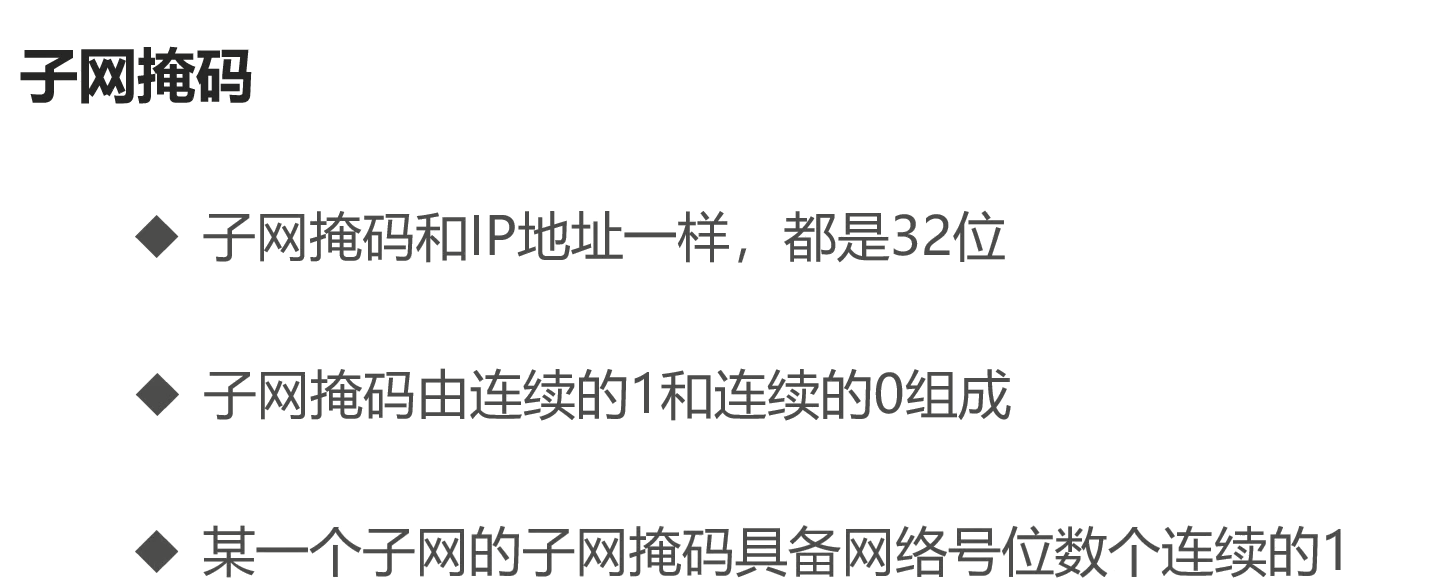 子网掩码
◆ 子网掩码和IP地址一样，都是32位
◆ 子网掩码由连续的1和连续的0组成
◆ 某一个子网的子网掩码具备网络号位数个连续的1